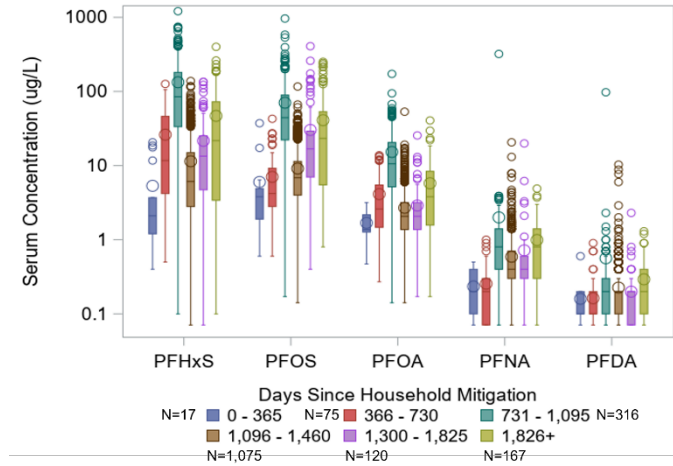 Serum Concentration (ug/L)
1000
100
10
1
0.1
PFHxS PFOS PFOA PFNA PFDA
Days Since Household Mitigation
N=17 0 - 365 N=75 366 - 730 731 - 1,095 N=316
1,096 - 1,460 1,300 - 1,825 1,826+
N=1,075 N=120 N=167